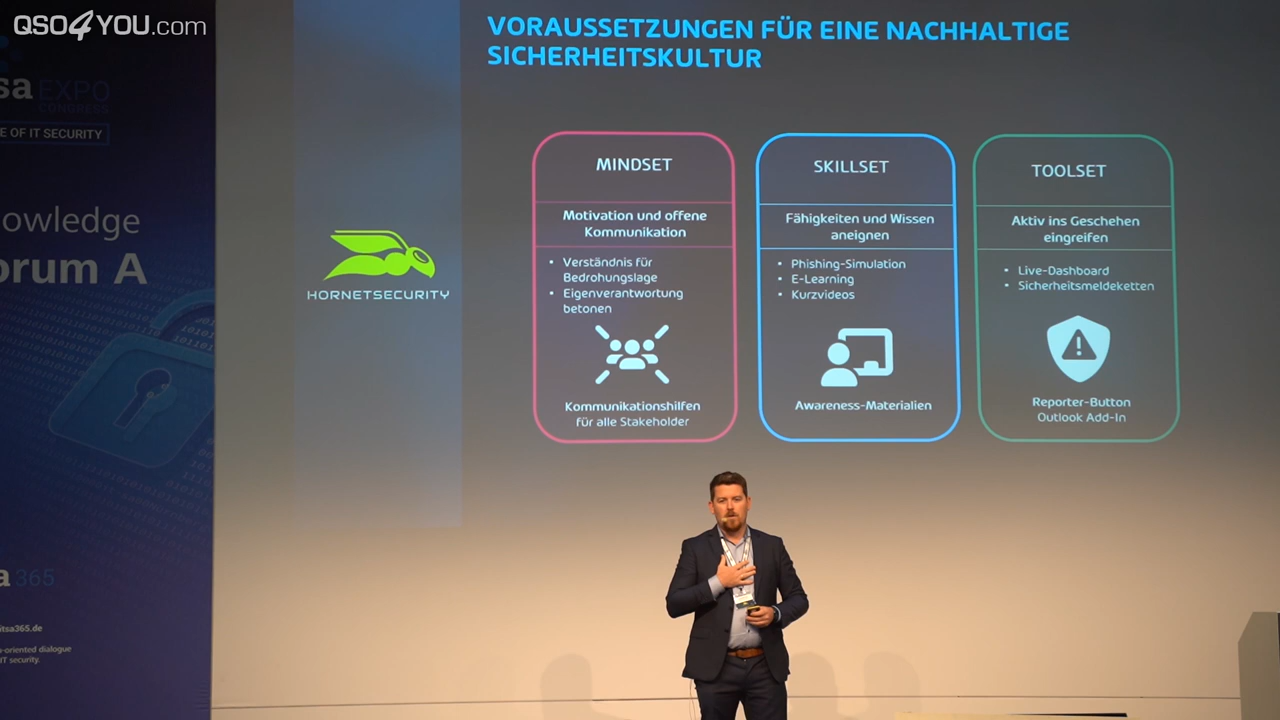 QSO4YOU.com
sa EXPO
CONGRESS
E OF IT SECURITY
owledge
orum A
a 365
itsa365.de
-oriented dialogue
IT security.
HORNETSECURITY
VORAUSSETZUNGEN FÜR EINE NACHHALTIGE
SICHERHEITSKULTUR
MINDSET
Motivation und offene
Kommunikation
• Verständnis für
Bedrohungslage
• Eigenverantwortung
betonen
Kommunikationshilfen
für alle Stakeholder
SKILLSET
Fähigkeiten und Wissen
aneignen
• Phishing-Simulation
• E-Learning
• Kurzvideos
Awareness-Materialien
TOOLSET
Aktiv ins Geschehen
eingreifen
• Live-Dashboard
• Sicherheitsmeldeketten
Reporter-Button
Outlook Add-In